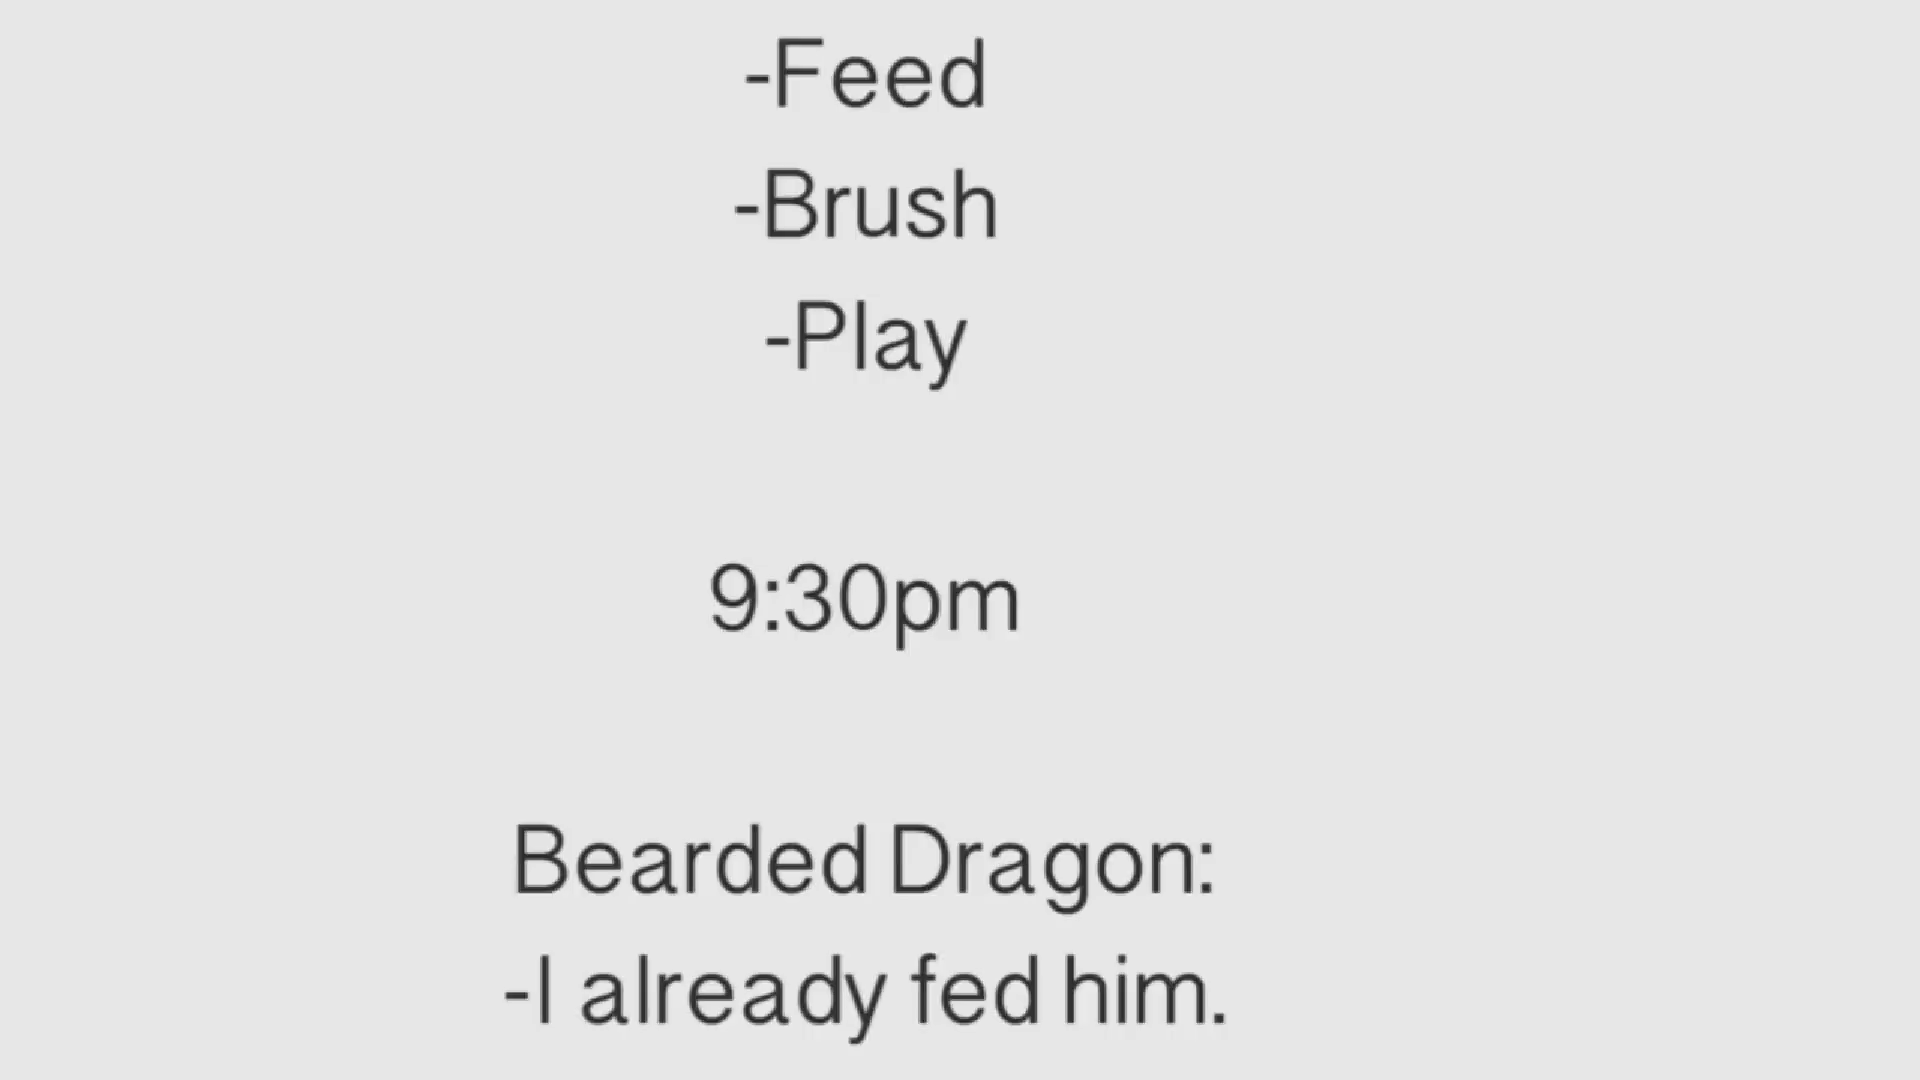 -Feed
-Brush
-Play
9:30pm
Bearded Dragon:
-I already fed him.